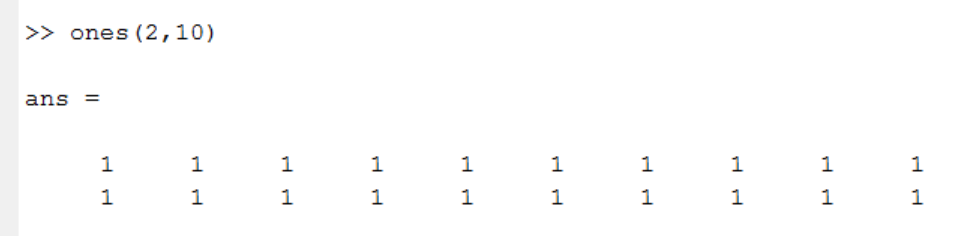 >> ones(2,10)
ans =
1 1 1 1 1 1 1 1 1 1
1 1 1 1 1 1 1 1 1 1